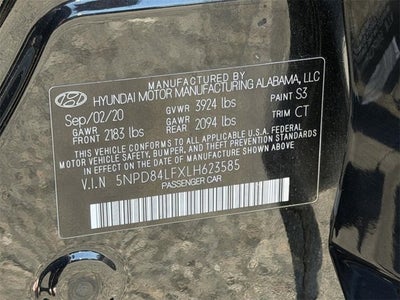 HYUNDAI MOTOR MANUFACTURING ALABAMA, LLC
Sep/02/20 GVWR 3924 lbs PAINT S3
GAWR FRONT 2183 lbs GAWR REAR 2094 lbs TRIM CT
THIS VEHICLE CONFORMS TO ALL APPLICABLE U.S.A. FEDERAL
MOTOR VEHICLE SAFETY, BUMPER, AND THEFT PREVENTION STANDARDS
IN EFFECT ON THE DATE OF MANUFACTURE SHOWN ABOVE.
V.I.N 5NPD84LFXLH623585
PASSENGER CAR